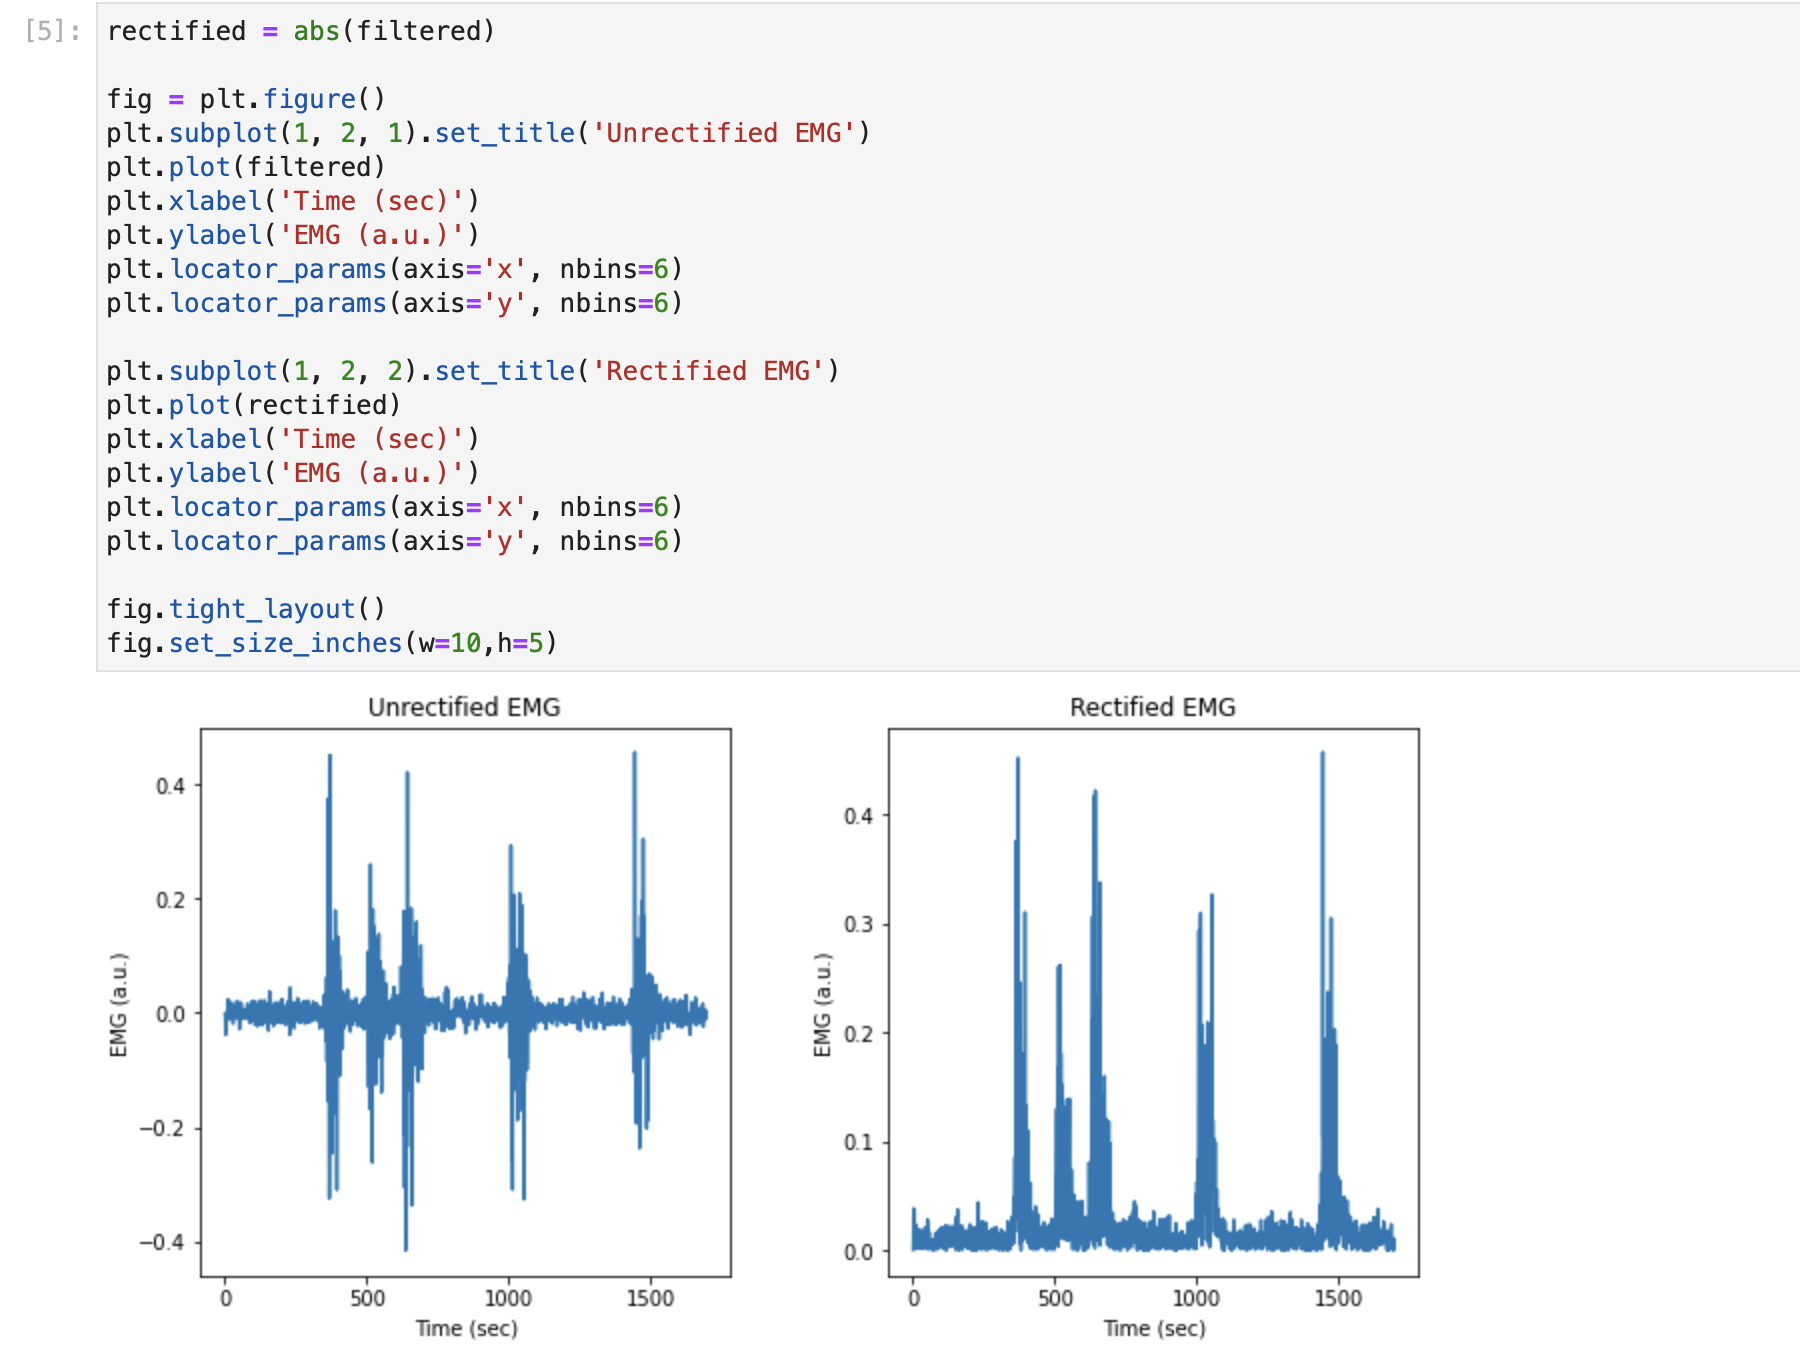 [5]: rectified = abs(filtered)
fig = plt.figure()
plt.subplot(1, 2, 1).set_title('Unrectified EMG')
plt.plot(filtered)
plt.xlabel('Time (sec)')
plt.ylabel('EMG (a.u.)')
plt.locator_params(axis='x', nbins=6)
plt.locator_params(axis='y', nbins=6)
plt.subplot(1, 2, 2).set_title('Rectified EMG')
plt.plot(rectified)
plt.xlabel('Time (sec)')
plt.ylabel('EMG (a.u.)')
plt.locator_params(axis='x', nbins=6)
plt.locator_params(axis='y', nbins=6)
fig.tight_layout()
fig.set_size_inches(w=10,h=5)
Unrectified EMG
EMG (a.u.)
0.4
0.2
0.0
−0.2
−0.4
0 500 1000 1500
Time (sec)
Rectified EMG
EMG (a.u.)
0.4
0.3
0.2
0.1
0.0
0 500 1000 1500
Time (sec)